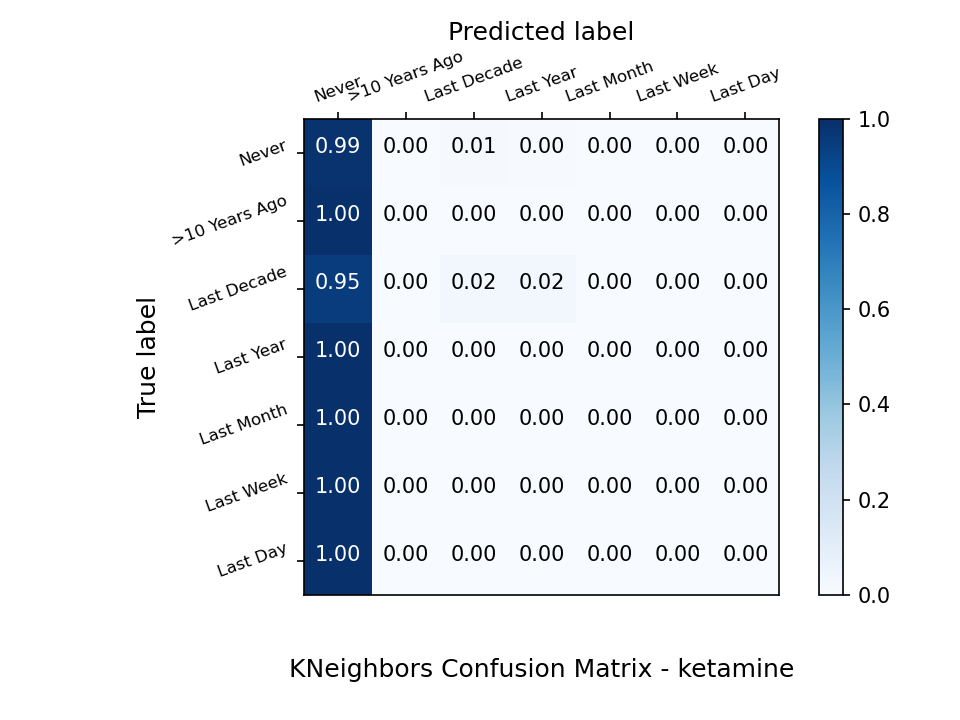 Predicted label
Never >10 Years Ago Last Decade Last Year Last Month Last Week Last Day
True label
Never 0.99 0.00 0.01 0.00 0.00 0.00 0.00
>10 Years Ago 1.00 0.00 0.00 0.00 0.00 0.00 0.00
Last Decade 0.95 0.00 0.02 0.02 0.00 0.00 0.00
Last Year 1.00 0.00 0.00 0.00 0.00 0.00 0.00
Last Month 1.00 0.00 0.00 0.00 0.00 0.00 0.00
Last Week 1.00 0.00 0.00 0.00 0.00 0.00 0.00
Last Day 1.00 0.00 0.00 0.00 0.00 0.00 0.00
1.0
0.8
0.6
0.4
0.2
0.0
KNeighbors Confusion Matrix - ketamine